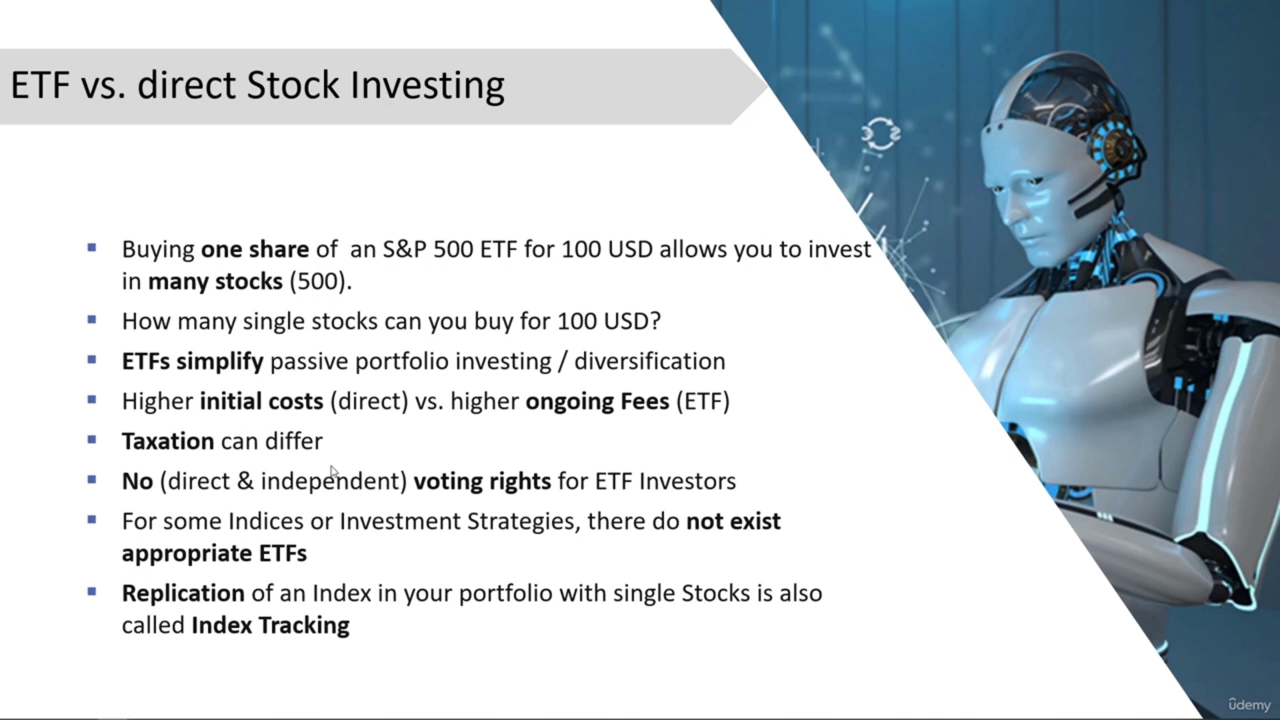 ETF vs. direct Stock Investing
Buying one share of an S&P 500 ETF for 100 USD allows you to invest
in many stocks (500).
How many single stocks can you buy for 100 USD?
ETFs simplify passive portfolio investing / diversification
Higher initial costs (direct) vs. higher ongoing Fees (ETF)
Taxation can differ
No (direct & independent) voting rights for ETF Investors
For some Indices or Investment Strategies, there do not exist
appropriate ETFs
Replication of an Index in your portfolio with single Stocks is also
called Index Tracking
ûdemy